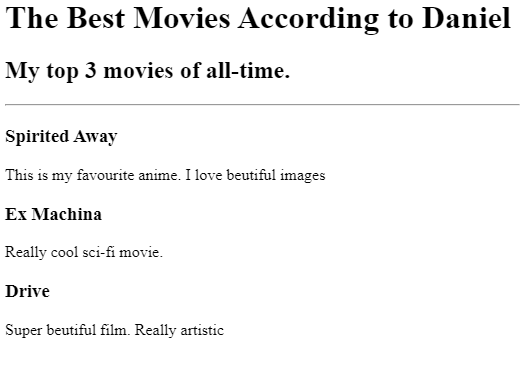 The Best Movies According to Daniel
My top 3 movies of all-time.
Spirited Away
This is my favourite anime. I love beutiful images
Ex Machina
Really cool sci-fi movie.
Drive
Super beutiful film. Really artistic